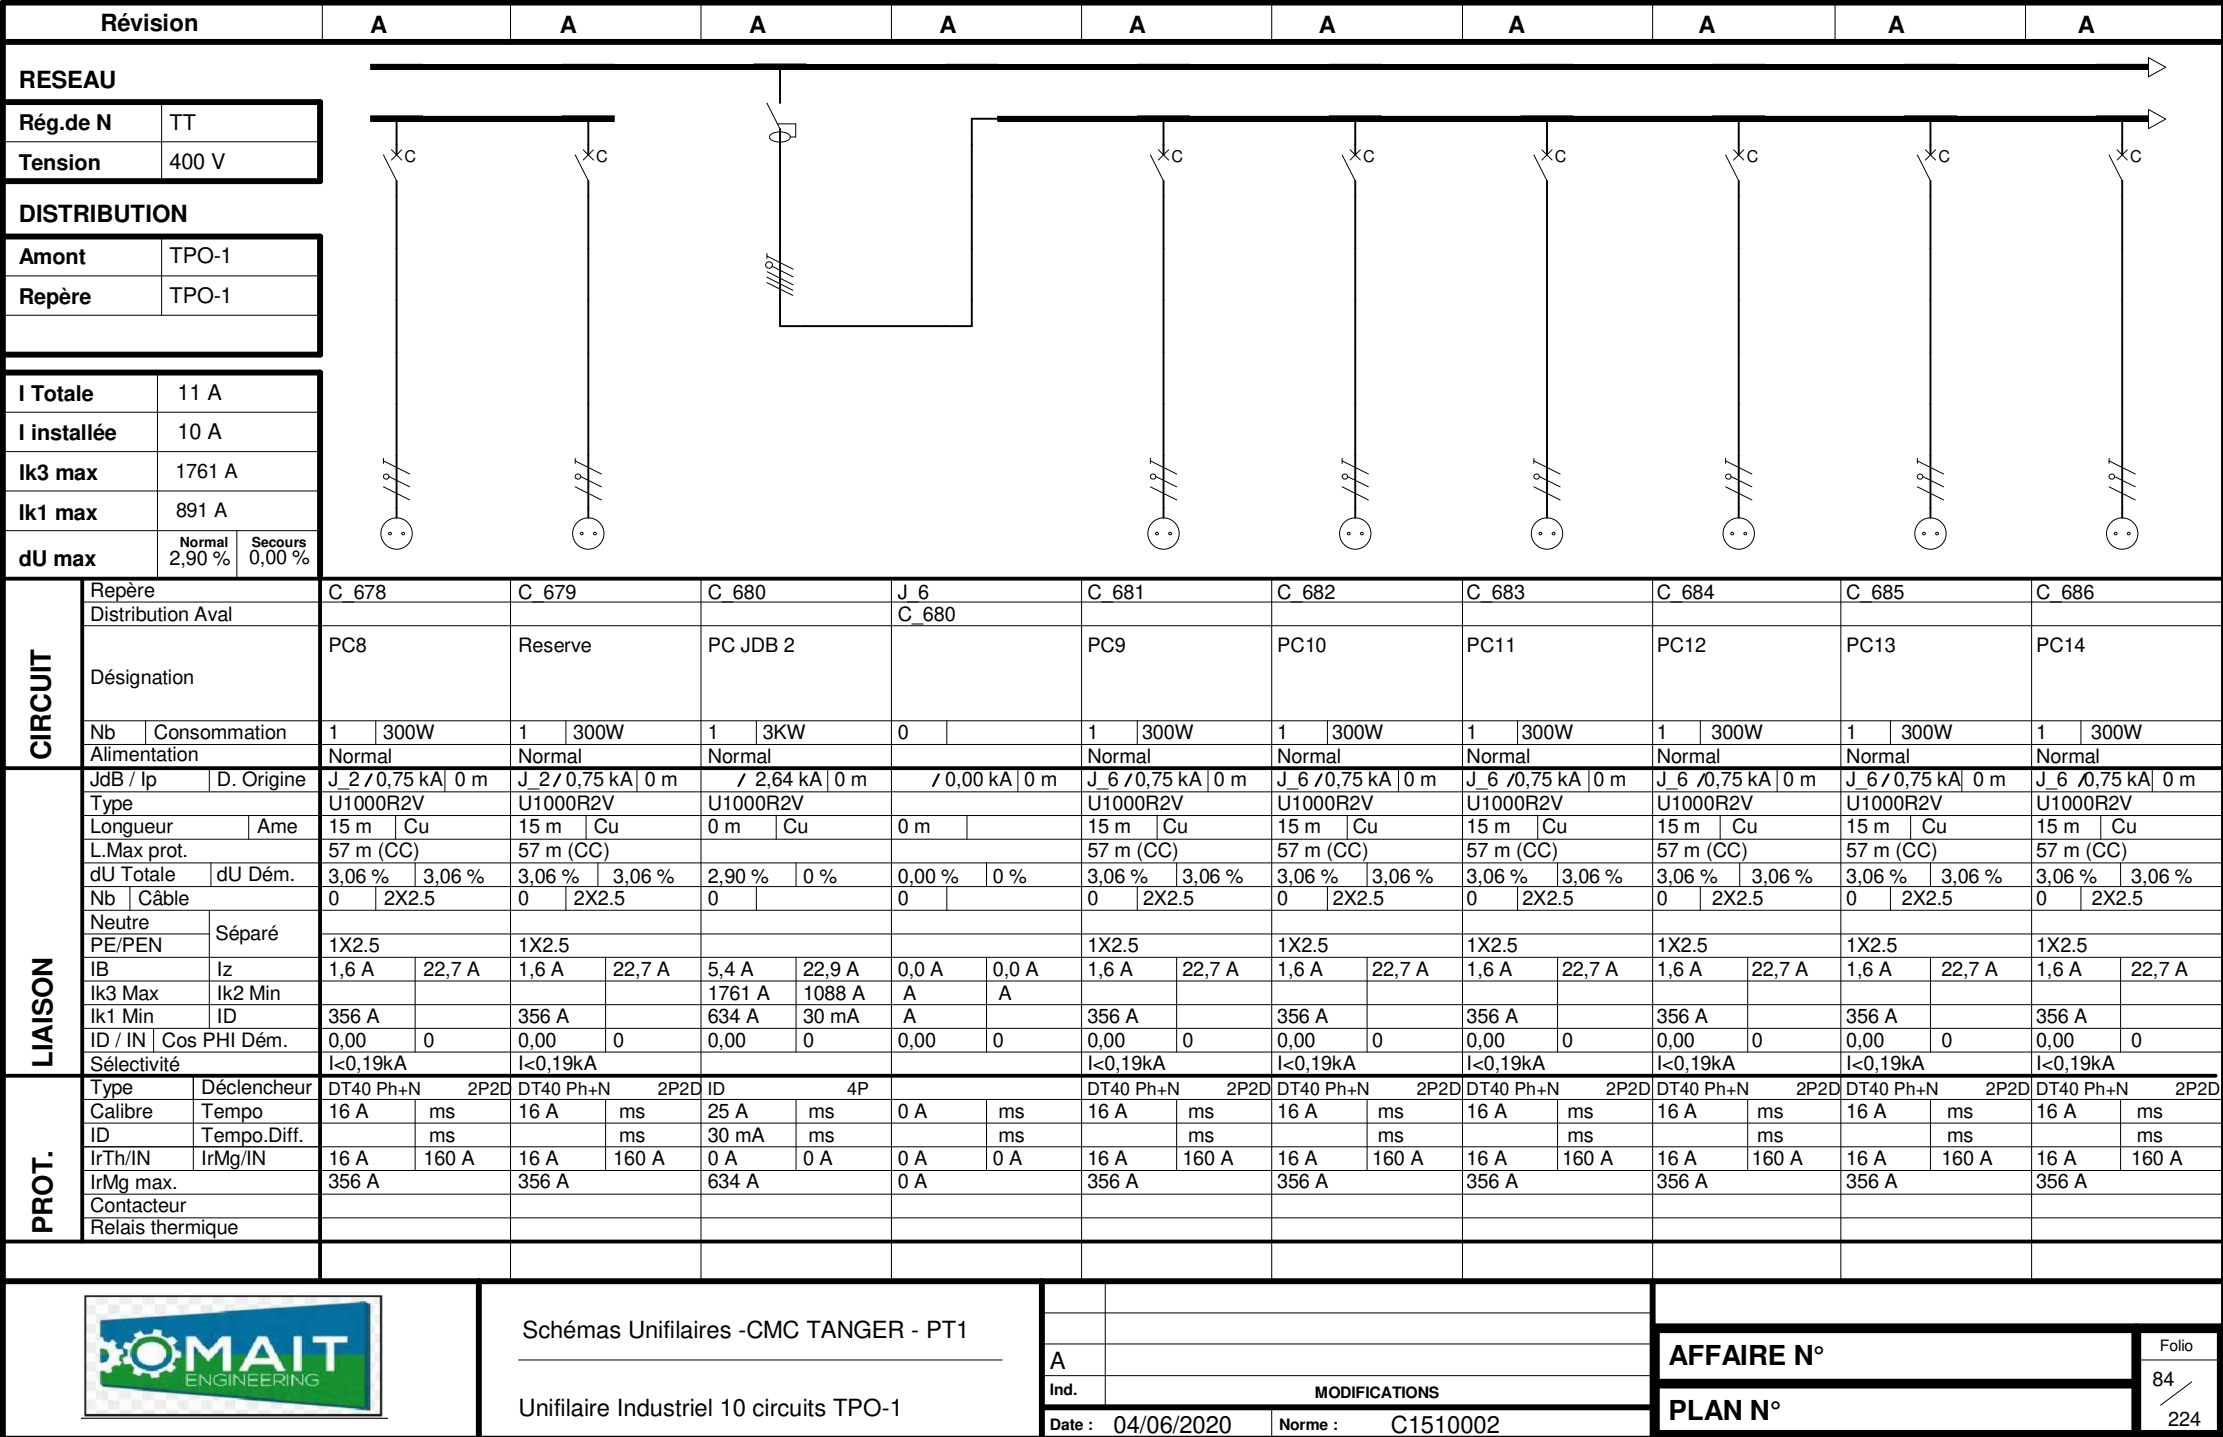 Révision A A A A A A A A A A
RESEAU
Rég.de N TT
Tension 400 V
C C C C C C C C
DISTRIBUTION
Amont TPO-1
Repère TPO-1
I Totale 11 A
I installée 10 A
Ik3 max 1761 A
Ik1 max 891 A
Normal Secours
dU max 2,90 % 0,00 %
CIRCUIT
Repère C_678 C_679 C_680 J_6 C_681 C_682 C_683 C_684 C_685 C_686
Distribution Aval C_680
Désignation PC8 Reserve PC JDB 2 PC9 PC10 PC11 PC12 PC13 PC14
Nb Consommation 1 300W 1 300W 1 3KW 0 1 300W 1 300W 1 300W 1 300W 1 300W 1 300W
Alimentation Normal Normal Normal Normal Normal Normal Normal Normal Normal
LIAISON
JdB / Ip D. Origine J_2 / 0,75 kA 0 m J_2 / 0,75 kA 0 m / 2,64 kA 0 m / 0,00 kA 0 m J_6 / 0,75 kA 0 m J_6 / 0,75 kA 0 m J_6 / 0,75 kA 0 m J_6 / 0,75 kA 0 m J_6 / 0,75 kA 0 m J_6 / 0,75 kA 0 m
Type U1000R2V U1000R2V U1000R2V U1000R2V U1000R2V U1000R2V U1000R2V U1000R2V U1000R2V
Longueur Ame 15 m Cu 15 m Cu 0 m Cu 0 m 15 m Cu 15 m Cu 15 m Cu 15 m Cu 15 m Cu 15 m Cu
L.Max prot. 57 m (CC) 57 m (CC) 57 m (CC) 57 m (CC) 57 m (CC) 57 m (CC) 57 m (CC) 57 m (CC)
dU Totale dU Dém. 3,06 % 3,06 % 3,06 % 3,06 % 2,90 % 0 % 0,00 % 0 % 3,06 % 3,06 % 3,06 % 3,06 % 3,06 % 3,06 % 3,06 % 3,06 % 3,06 % 3,06 % 3,06 % 3,06 %
Nb Câble 0 2X2.5 0 2X2.5 0 0 0 2X2.5 0 2X2.5 0 2X2.5 0 2X2.5 0 2X2.5 0 2X2.5
Neutre Séparé
PE/PEN 1X2.5 1X2.5 1X2.5 1X2.5 1X2.5 1X2.5 1X2.5 1X2.5
IB Iz 1,6 A 22,7 A 1,6 A 22,7 A 5,4 A 22,9 A 0,0 A 0,0 A 1,6 A 22,7 A 1,6 A 22,7 A 1,6 A 22,7 A 1,6 A 22,7 A 1,6 A 22,7 A 1,6 A 22,7 A
Ik3 Max Ik2 Min 1761 A 1088 A A A
Ik1 Min ID 356 A 356 A 634 A 30 mA A 356 A 356 A 356 A 356 A 356 A 356 A
ID / IN Cos PHI Dém. 0,00 0 0,00 0 0,00 0 0,00 0 0,00 0 0,00 0 0,00 0 0,00 0 0,00 0 0,00 0
Sélectivité I<0,19kA I<0,19kA I<0,19kA I<0,19kA I<0,19kA I<0,19kA I<0,19kA I<0,19kA
PROT.
Type Déclencheur DT40 Ph+N 2P2D DT40 Ph+N 2P2D ID 4P DT40 Ph+N 2P2D DT40 Ph+N 2P2D DT40 Ph+N 2P2D DT40 Ph+N 2P2D DT40 Ph+N 2P2D DT40 Ph+N 2P2D
Calibre Tempo 16 A ms 16 A ms 25 A ms 0 A ms 16 A ms 16 A ms 16 A ms 16 A ms 16 A ms 16 A ms
ID Tempo.Diff. ms ms 30 mA ms ms ms ms ms ms ms ms
IrTh/IN IrMg/IN 16 A 160 A 16 A 160 A 0 A 0 A 0 A 0 A 16 A 160 A 16 A 160 A 16 A 160 A 16 A 160 A 16 A 160 A 16 A 160 A
IrMg max. 356 A 356 A 634 A 0 A 356 A 356 A 356 A 356 A 356 A 356 A
Contacteur
Relais thermique
OMAIT
ENGINEERING
Schémas Unifilaires -CMC TANGER - PT1
Unifilaire Industriel 10 circuits TPO-1
A
Ind. MODIFICATIONS
Date : 04/06/2020 Norme : C1510002
AFFAIRE N°
PLAN N°
Folio
84
224